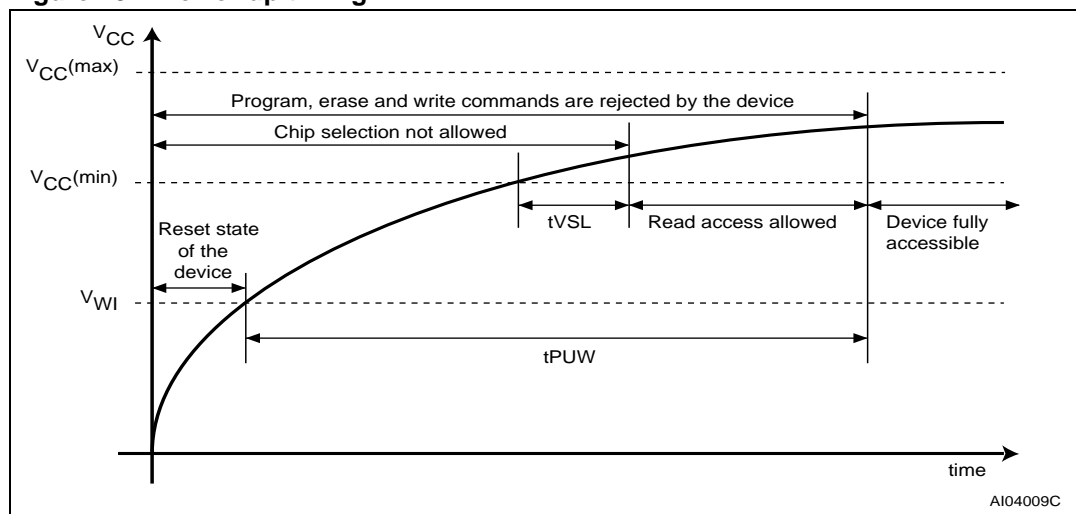 VCC
VCC(max)
Program, erase and write commands are rejected by the device
Chip selection not allowed
VCC(min)
tVSL
Read access allowed
Device fully
accessible
Reset state
of the
device
VWI
tPUW
time
AI04009C